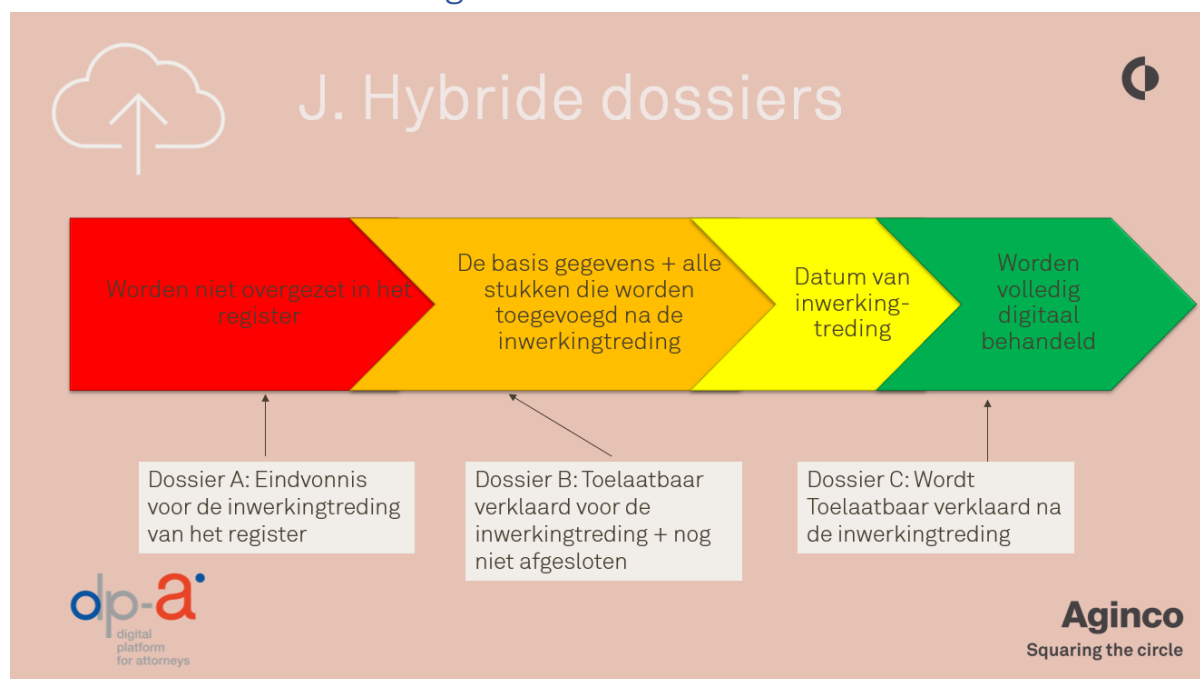 J. Hybride dossiers
Worden niet overgezet in het
register
De basis gegevens + alle
stukken die worden
toegevoegd na de
inwerkingtreding
Datum van
inwerking-
treding
Worden
volledig
digitaal
behandeld
Dossier A: Eindvonnis
voor de inwerkingtreding
van het register
Dossier B: Toelaatbaar
verklaard voor de
inwerkingtreding + nog
niet afgesloten
Dossier C: Wordt
Toelaatbaar verklaard na
de inwerkingtreding
dp-a
digital
platform
for attorneys
Aginco
Squaring the circle